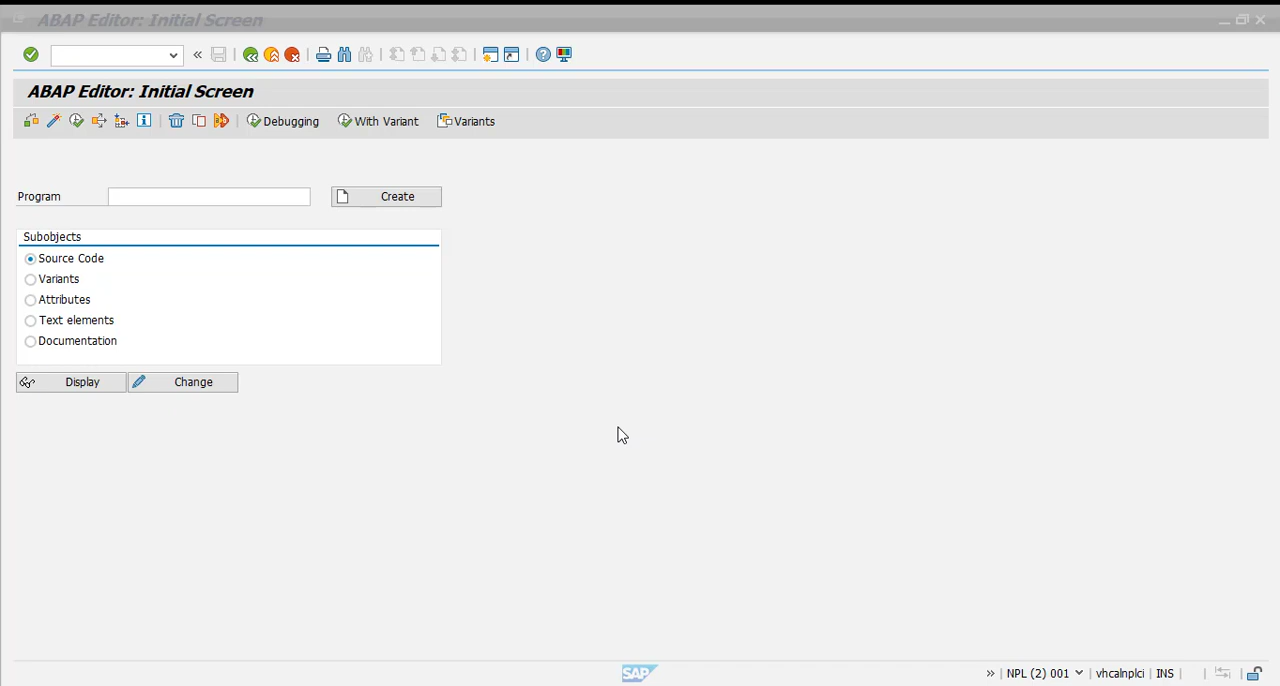 ABAP Editor: Initial Screen
ABAP Editor: Initial Screen
Debugging With Variant Variants
Program Create
Subobjects
Source Code
Variants
Attributes
Text elements
Documentation
Display Change
SAP » NPL (2) 001 vhcalnplci INS